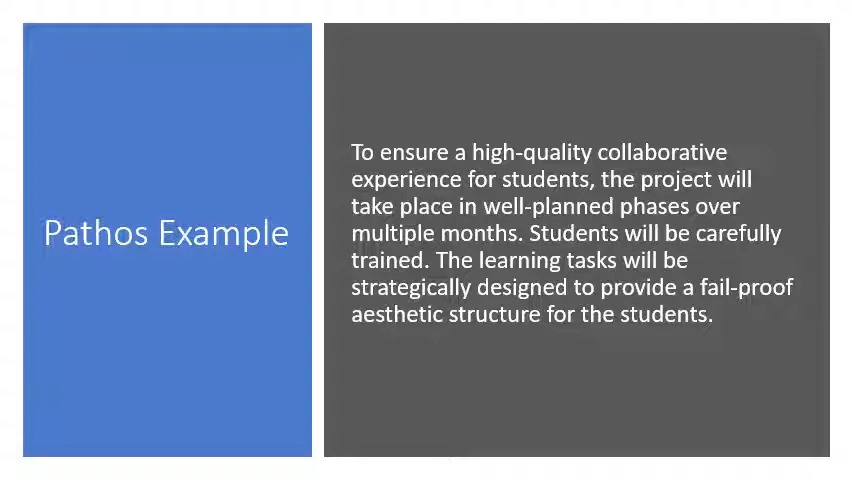 Pathos Example
To ensure a high-quality collaborative
experience for students, the project will
take place in well-planned phases over
multiple months. Students will be carefully
trained. The learning tasks will be
strategically designed to provide a fail-proof
aesthetic structure for the students.